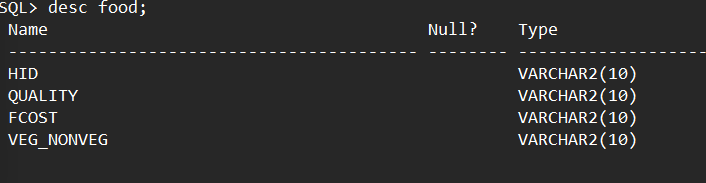 SQL> desc food;
Name Null? Type
----------------------------------------- -------- ----------------------------
HID VARCHAR2(10)
QUALITY VARCHAR2(10)
FCOST VARCHAR2(10)
VEG_NONVEG VARCHAR2(10)